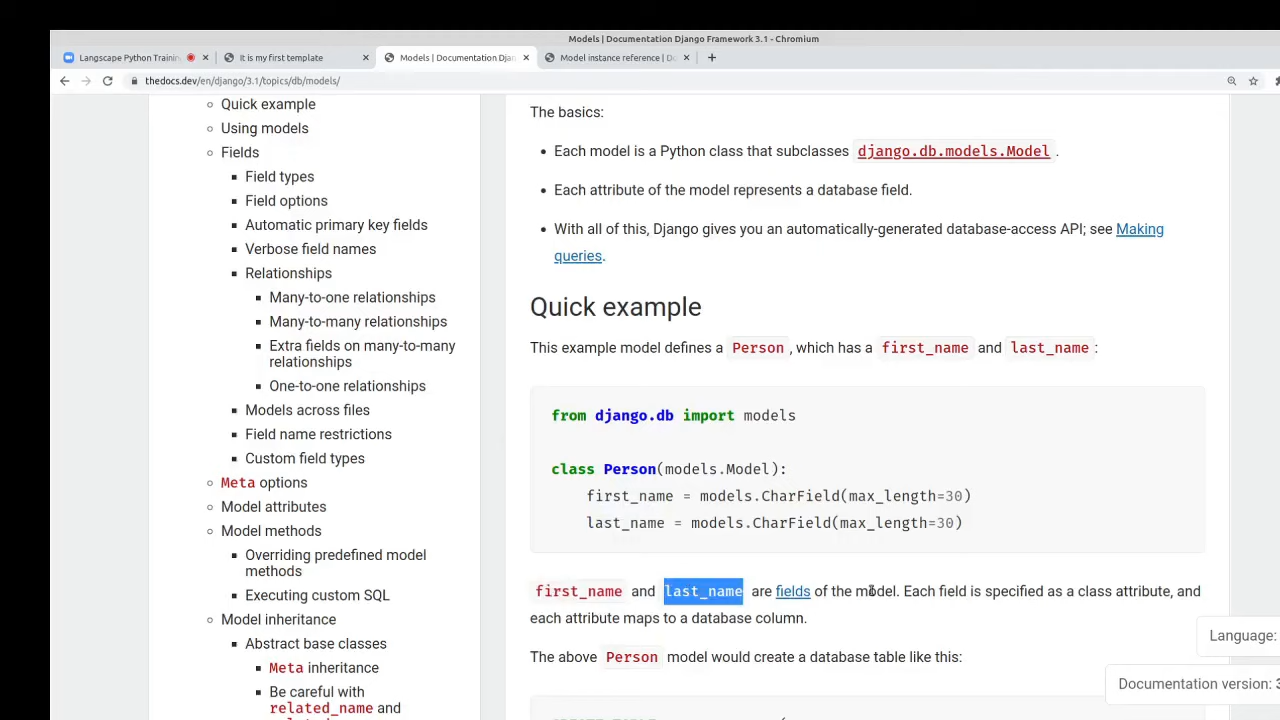 Models | Documentation Django Framework 3.1 - Chromium
Langscape Python Trainin
It is my first template
Models | Documentation Djan
Model instance reference | Do
thedocs.dev/en/django/3.1/topics/db/models/
Quick example
Using models
Fields
Field types
Field options
Automatic primary key fields
Verbose field names
Relationships
Many-to-one relationships
Many-to-many relationships
Extra fields on many-to-many
relationships
One-to-one relationships
Models across files
Field name restrictions
Custom field types
Meta options
Model attributes
Model methods
Overriding predefined model
methods
Executing custom SQL
Model inheritance
Abstract base classes
Meta inheritance
Be careful with
related_name and
The basics:
Each model is a Python class that subclasses django.db.models.Model .
Each attribute of the model represents a database field.
With all of this, Django gives you an automatically-generated database-access API; see Making
queries.
Quick example
This example model defines a Person , which has a first_name and last_name :
from django.db import models
class Person(models.Model):
first_name = models.CharField(max_length=30)
last_name = models.CharField(max_length=30)
first_name and last_name are fields of the model. Each field is specified as a class attribute, and
each attribute maps to a database column.
The above Person model would create a database table like this:
Language:
Documentation version: 3